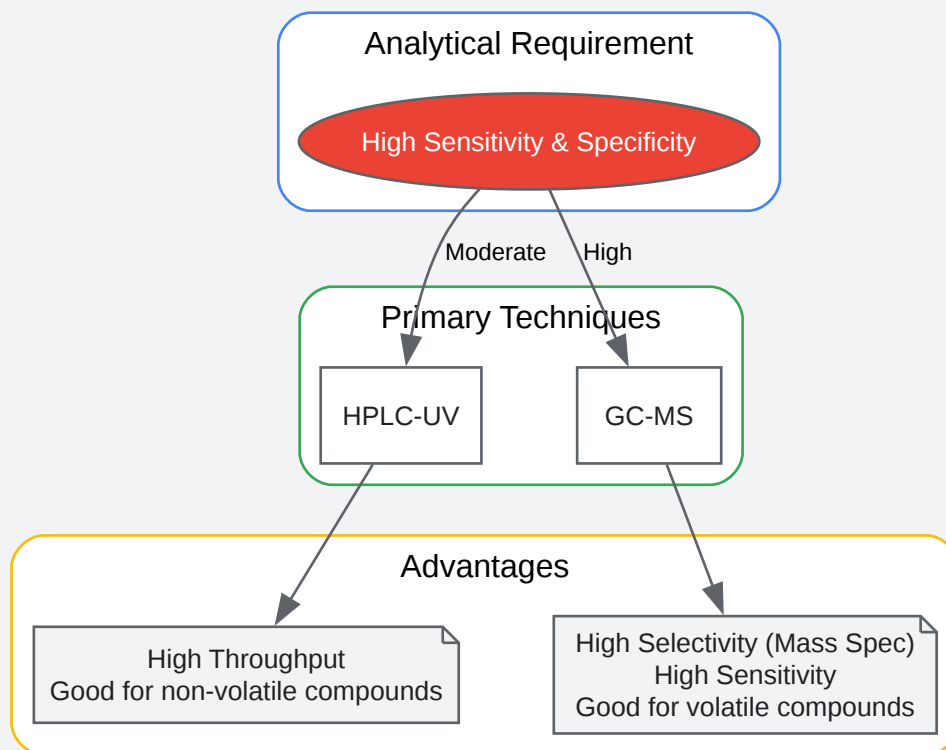 Analytical Requirement
High Sensitivity & Specificity
Moderate
High
Primary Techniques
HPLC-UV
GC-MS
Advantages
High Throughput
Good for non-volatile compounds
High Selectivity (Mass Spec)
High Sensitivity
Good for volatile compounds